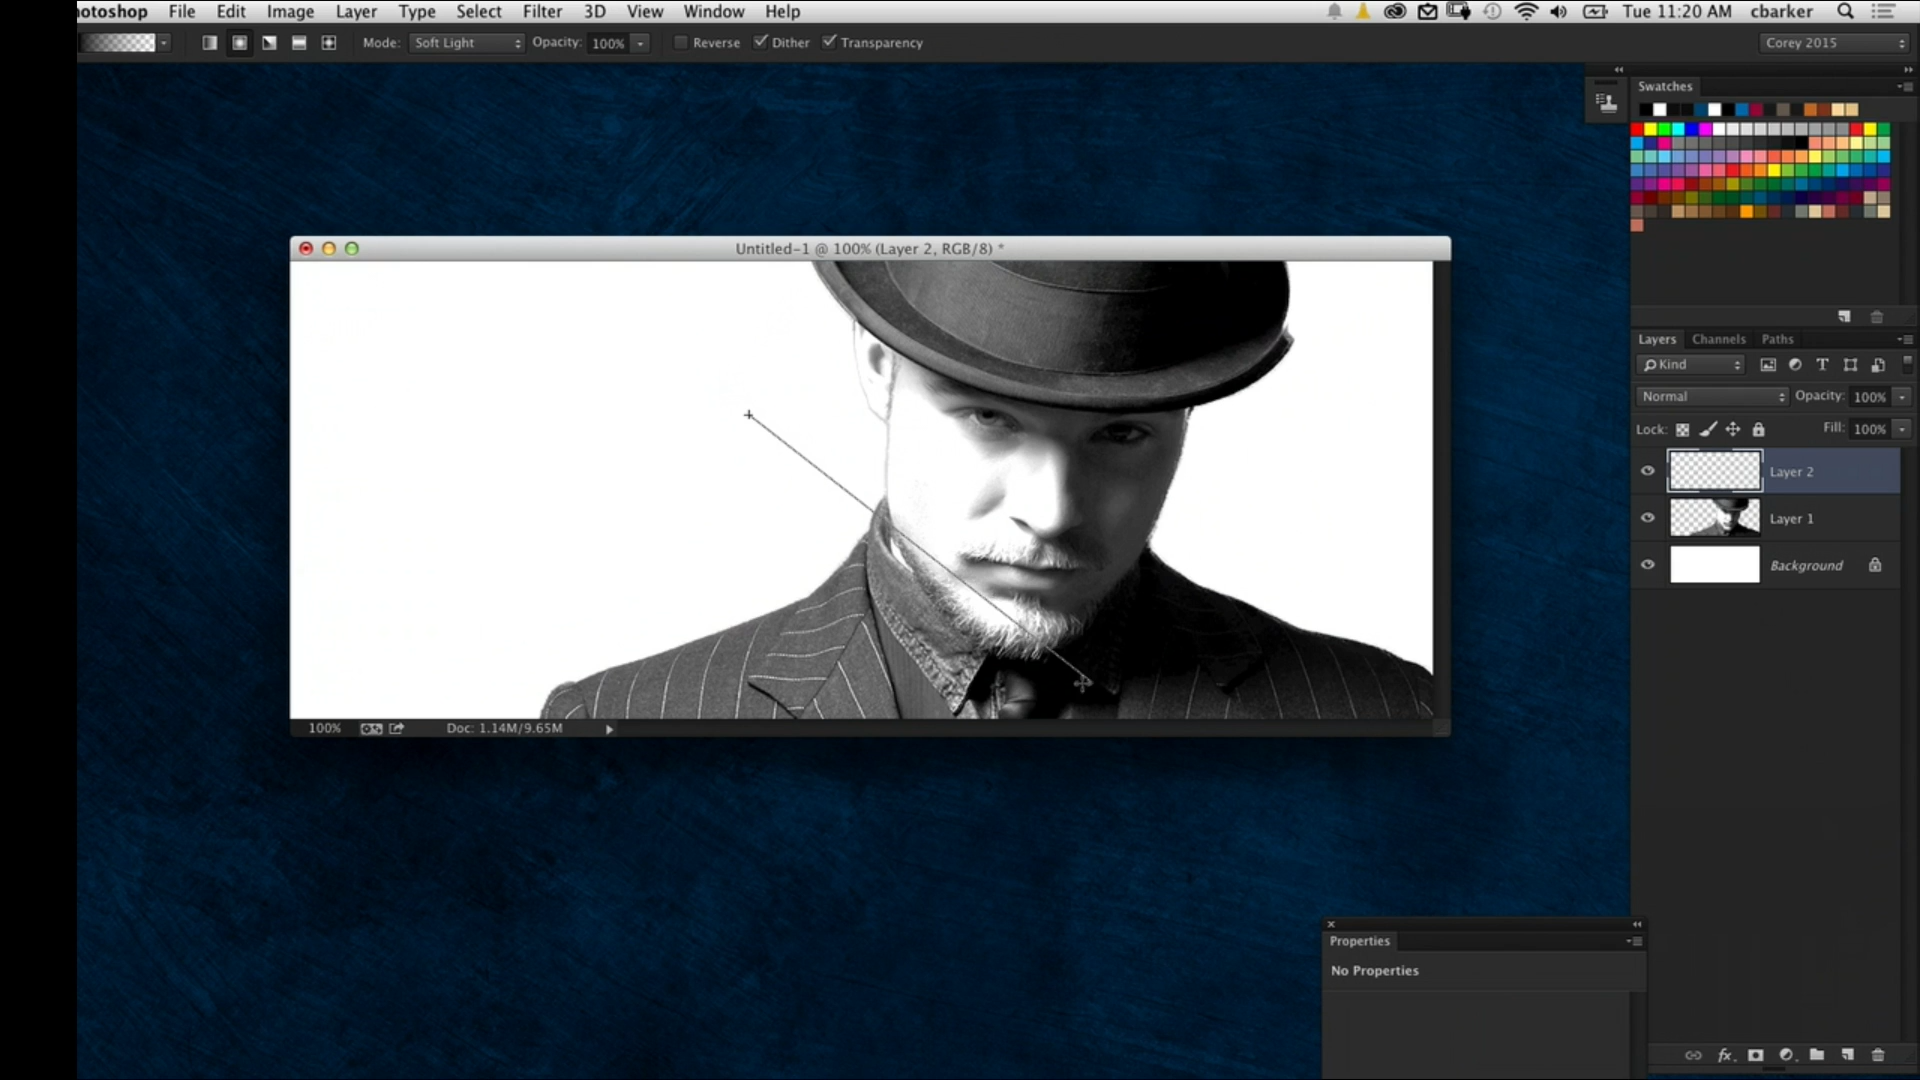 hotoshop File Edit Image Layer Type Select Filter 3D View Window Help Tue 11:20 AM cbarker
Mode: Soft Light Opacity: 100% Reverse Dither Transparency Corey 2015
Swatches
Untitled-1 @ 100% (Layer 2, RGB/8) *
Layers Channels Paths
Kind
Normal Opacity: 100%
Lock: Fill: 100%
Layer 2
Layer 1
Background
100% Doc: 1.14M/9.65M
Properties
No Properties
fx